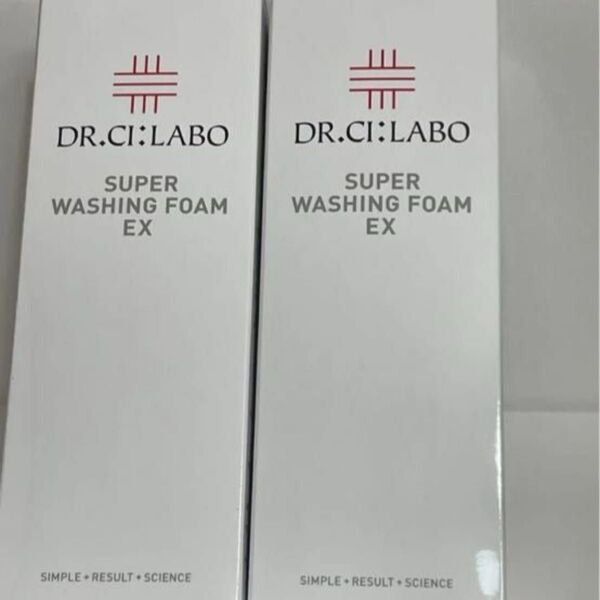 DR.CI:LABO
SUPER
WASHING FOAM
EX
SIMPLE + RESULT + SCIENCE
DR.CI:LABO
SUPER
WASHING FOAM
EX
SIMPLE + RESULT + SCIENCE